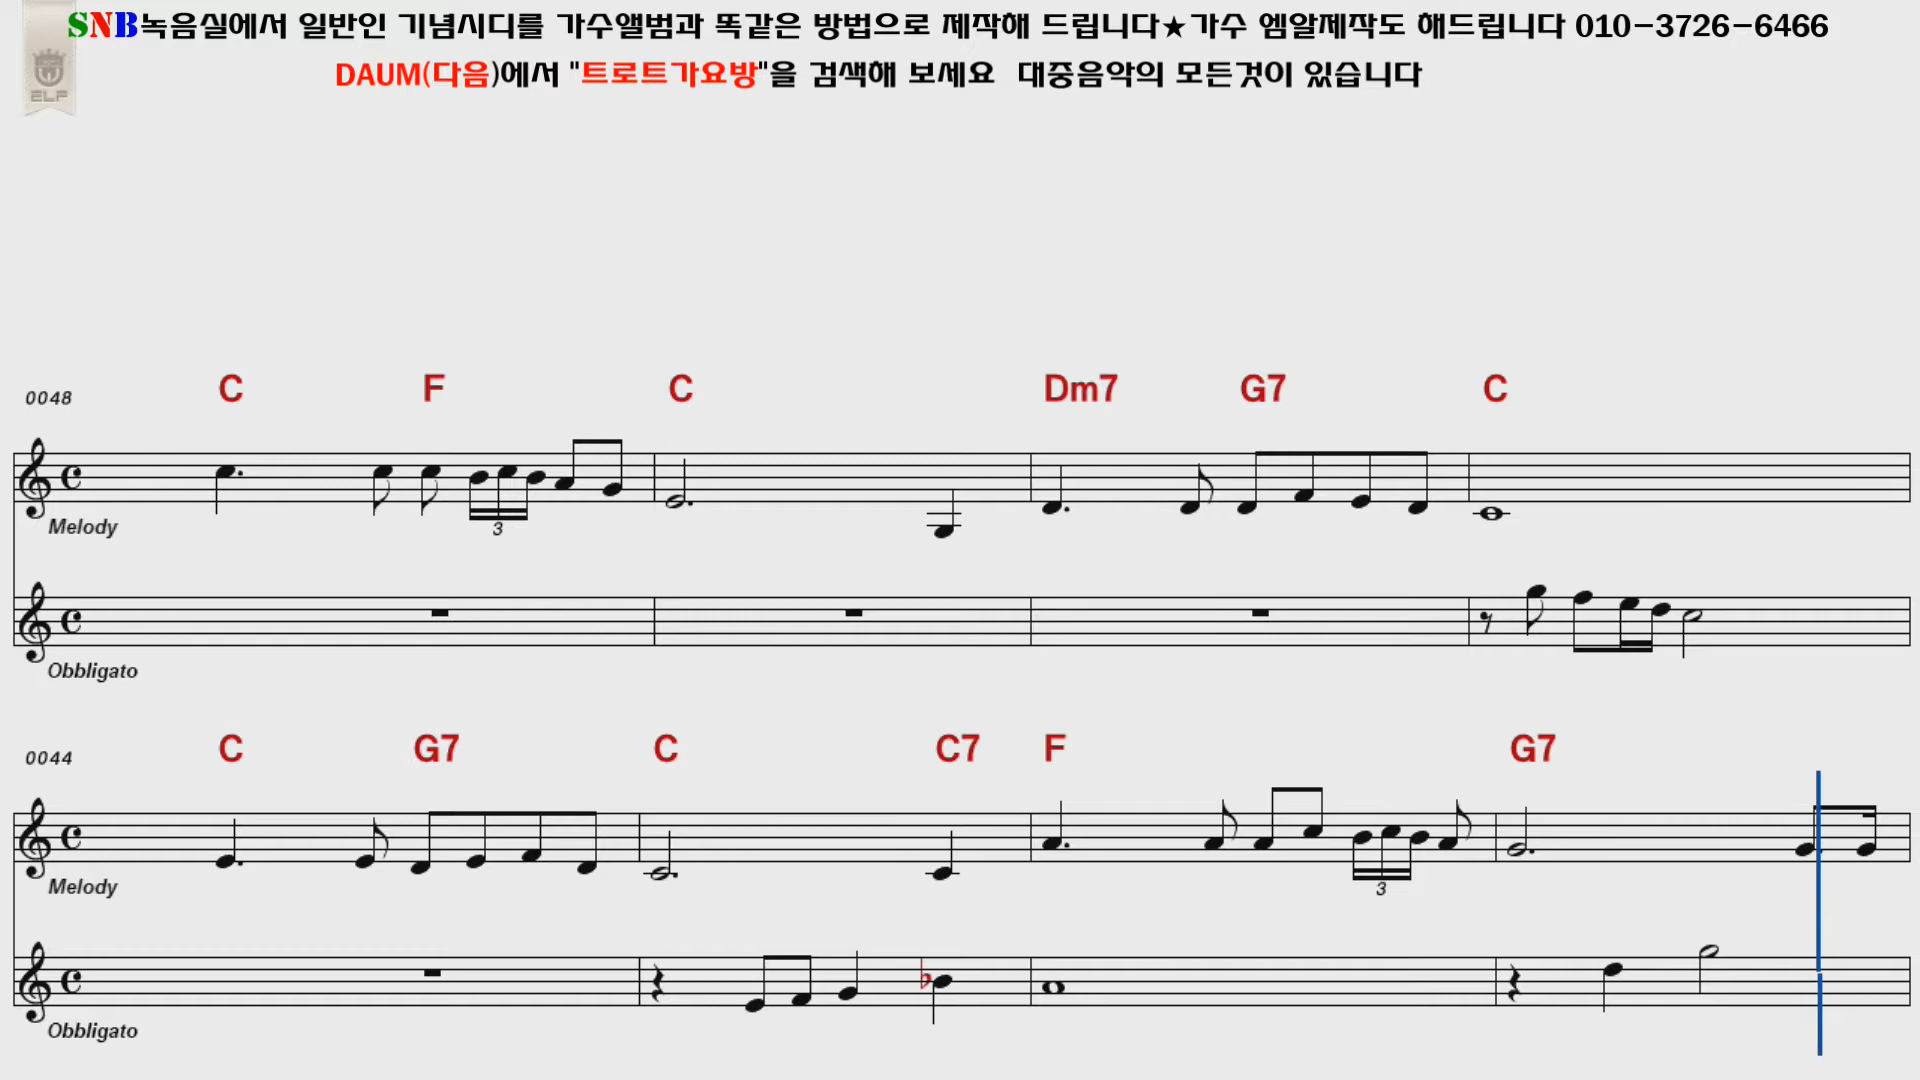 SNB녹음실에서 일반인 기념시디를 가수앨범과 똑같은 방법으로 제작해 드립니다★가수 엠알제작도 해드립니다 010-3726-6466
DAUM(다음)에서 "트로트가요방"을 검색해 보세요 대중음악의 모든것이 있습니다
ELF
0048 C F C Dm7 G7 C
Melody 3
Obbligato
0044 C G7 C C7 F G7
Melody 3
Obbligato